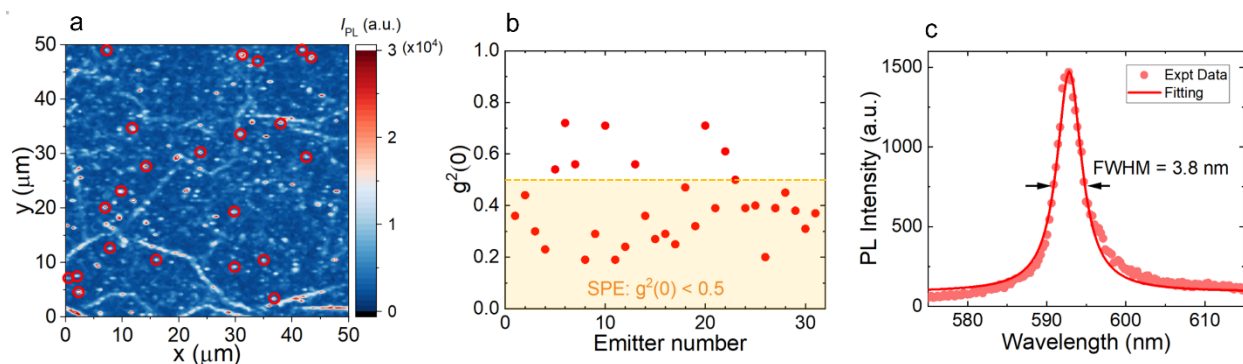 a
I_PL (a.u.)
3 (x10⁴)
2
1
0
50
40
30
20
10
0
y (μm)
0 10 20 30 40 50
x (μm)
b
1.0
0.8
0.6
0.4
0.2
0.0
g²(0)
SPE: g²(0) < 0.5
0 10 20 30
Emitter number
c
1500
1000
500
0
PL Intensity (a.u.)
Expt Data
Fitting
FWHM = 3.8 nm
580 590 600 610
Wavelength (nm)